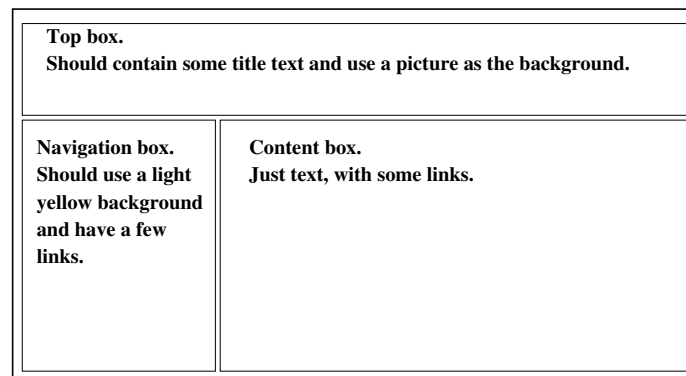 Top box.
Should contain some title text and use a picture as the background.
Navigation box.
Should use a light
yellow background
and have a few
links.
Content box.
Just text, with some links.